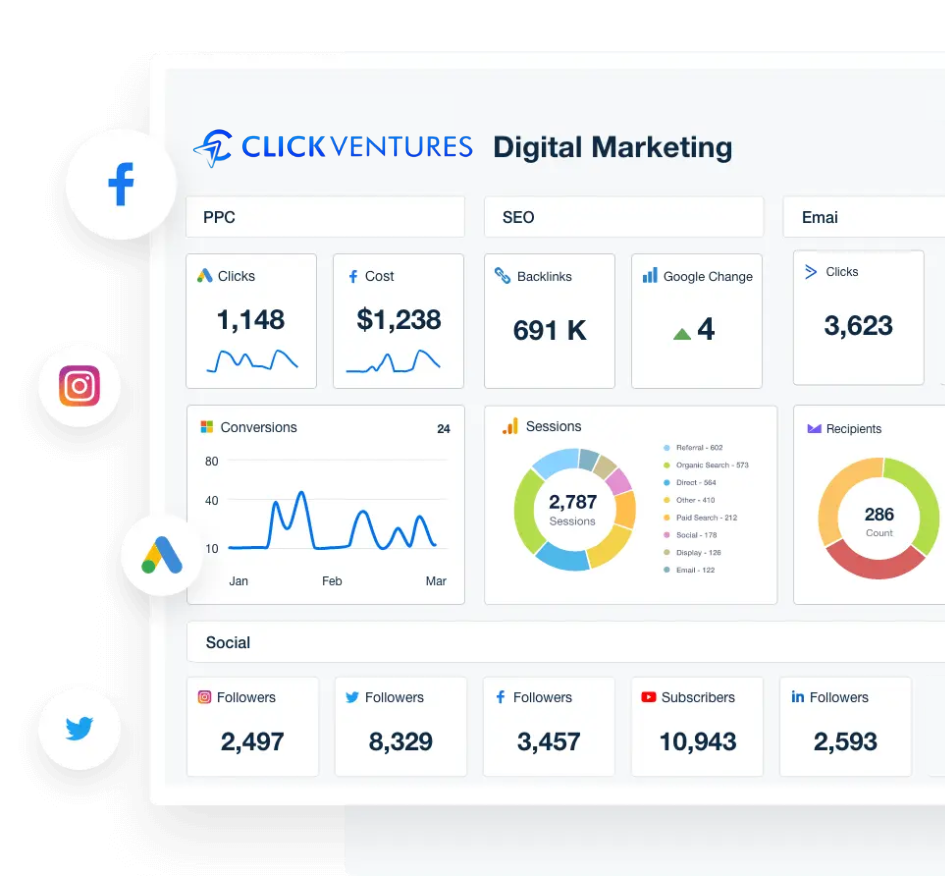 CLICKVENTURES Digital Marketing
PPC
SEO
Emai
Clicks
1,148
Cost
$1,238
Backlinks
691 K
Google Change
4
Clicks
3,623
Conversions
24
80
40
10
Jan
Feb
Mar
Sessions
2,787
Sessions
Referral - 602
Organic Search - 573
Direct - 564
Other - 410
Paid Search - 212
Social - 178
Display - 126
Email - 122
Recipients
286
Count
Social
Followers
2,497
Followers
8,329
Followers
3,457
Subscribers
10,943
in Followers
2,593